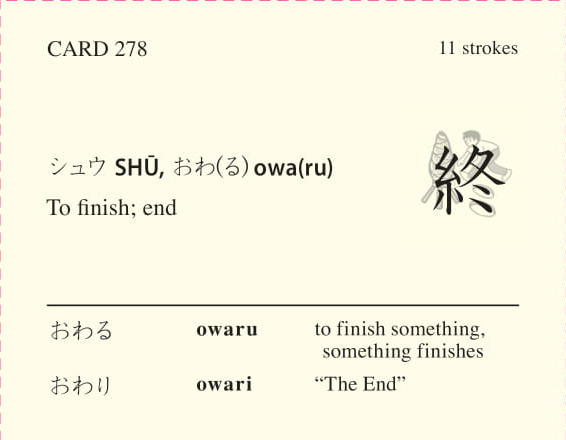 CARD 278
11 strokes
シュウ SHŪ, おわ(る) owa(ru)
終
To finish; end
おわる owaru to finish something,
something finishes
おわり owari “The End”